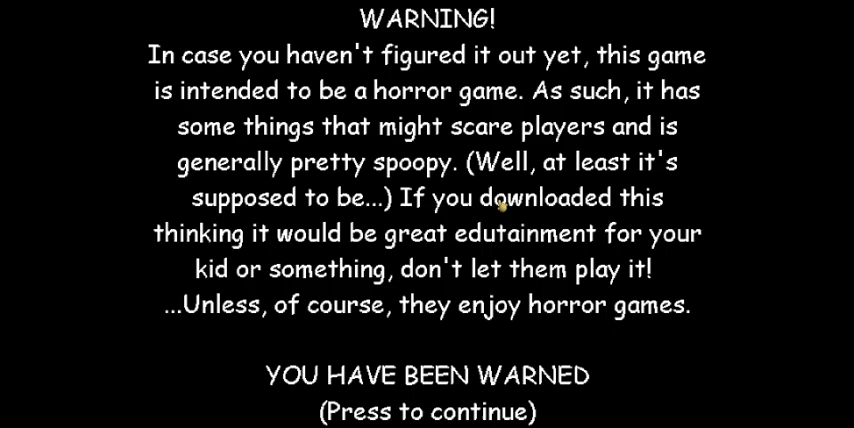 WARNING!
In case you haven't figured it out yet, this game
is intended to be a horror game. As such, it has
some things that might scare players and is
generally pretty spoopy. (Well, at least it's
supposed to be...) If you downloaded this
thinking it would be great edutainment for your
kid or something, don't let them play it!
...Unless, of course, they enjoy horror games.
YOU HAVE BEEN WARNED
(Press to continue)